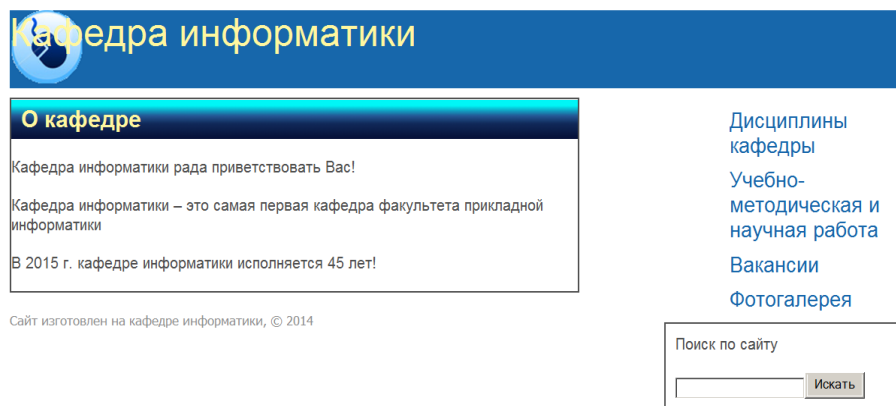 Кафедра информатики
О кафедре
Кафедра информатики рада приветствовать Вас!
Кафедра информатики – это самая первая кафедра факультета прикладной
информатики
В 2015 г. кафедре информатики исполняется 45 лет!
Сайт изготовлен на кафедре информатики, © 2014
Дисциплины
кафедры
Учебно-
методическая и
научная работа
Вакансии
Фотогалерея
Поиск по сайту
Искать